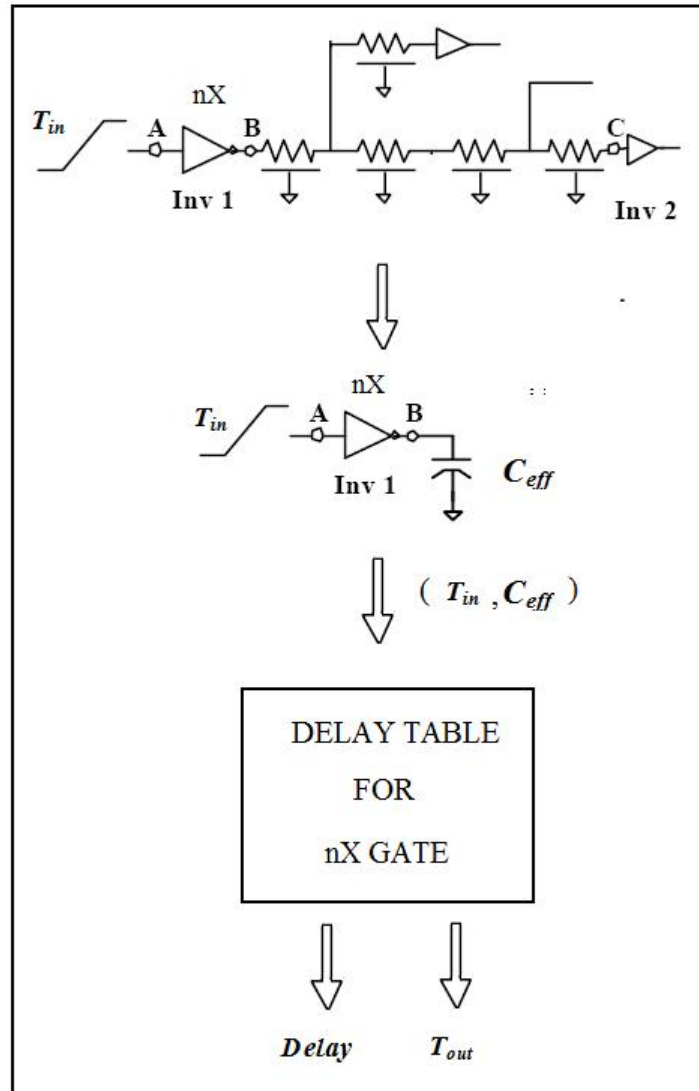 nX
T_in
A
B
C
Inv 1
Inv 2
nX
T_in
A
B
Inv 1
C_eff
( T_in , C_eff )
DELAY TABLE
FOR
nX GATE
Delay
T_out